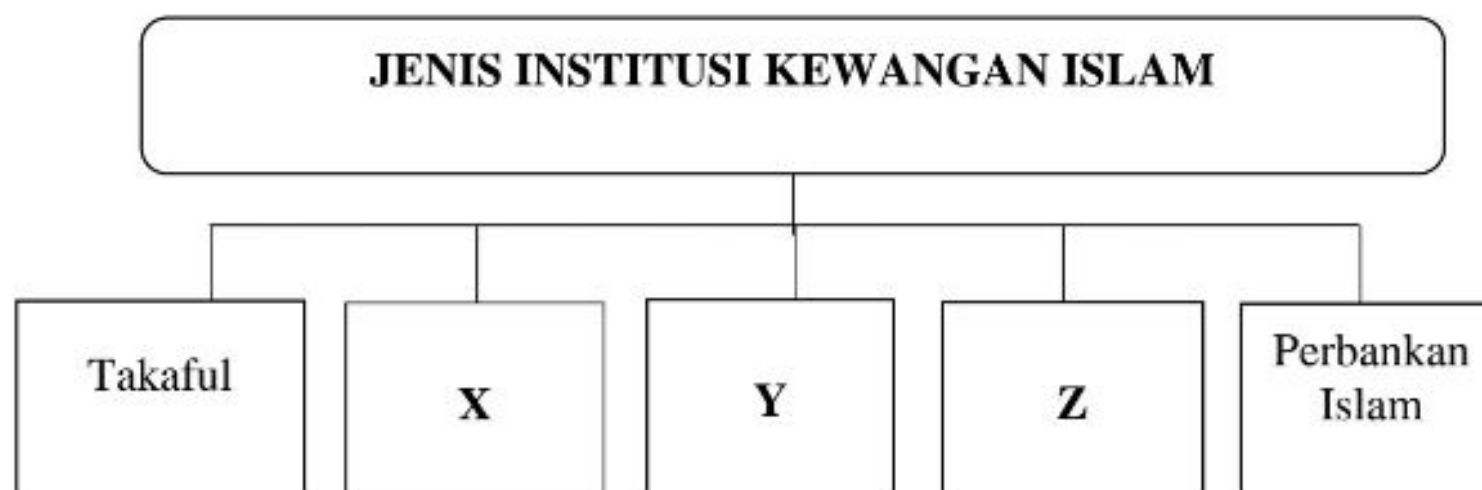 JENIS INSTITUSI KEWANGAN ISLAM
Takaful
X
Y
Z
Perbankan
Islam